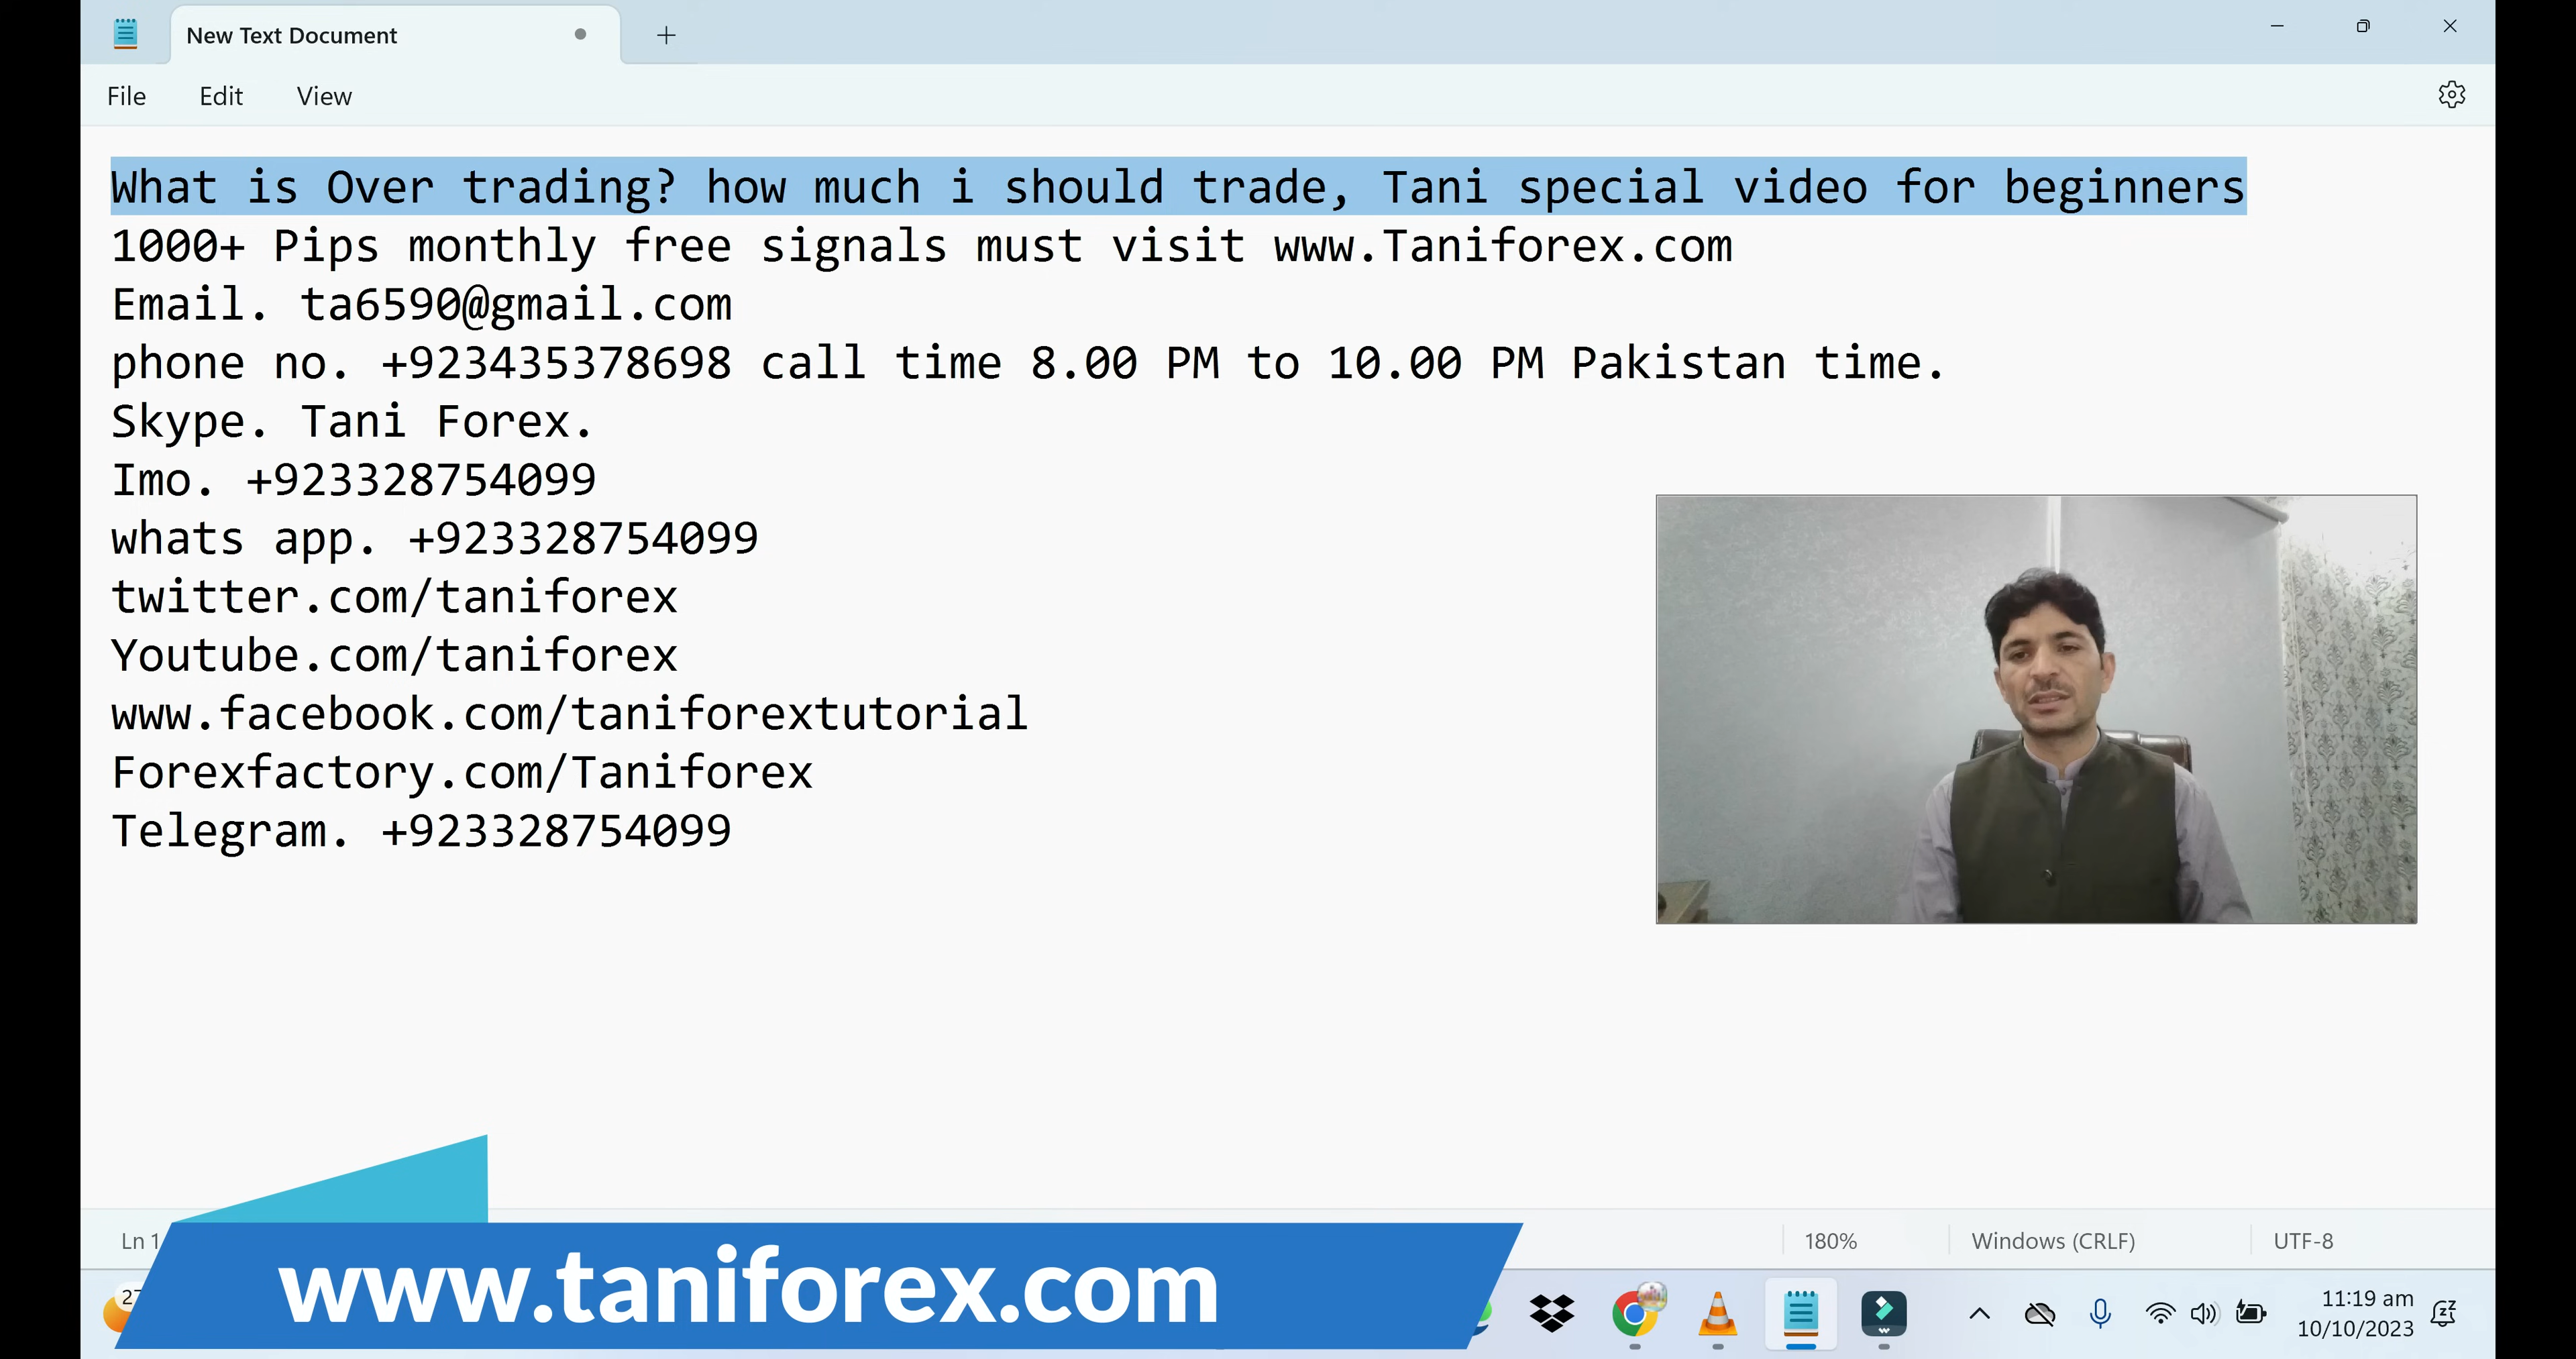 New Text Document
File Edit View
What is Over trading? how much i should trade, Tani special video for beginners
1000+ Pips monthly free signals must visit www.Taniforex.com
Email. ta6590@gmail.com
phone no. +923435378698 call time 8.00 PM to 10.00 PM Pakistan time.
Skype. Tani Forex.
Imo. +923328754099
whats app. +923328754099
twitter.com/taniforex
Youtube.com/taniforex
www.facebook.com/taniforextutorial
Forexfactory.com/Taniforex
Telegram. +923328754099
Ln 1 180% Windows (CRLF) UTF-8
www.taniforex.com
27
11:19 am
10/10/2023